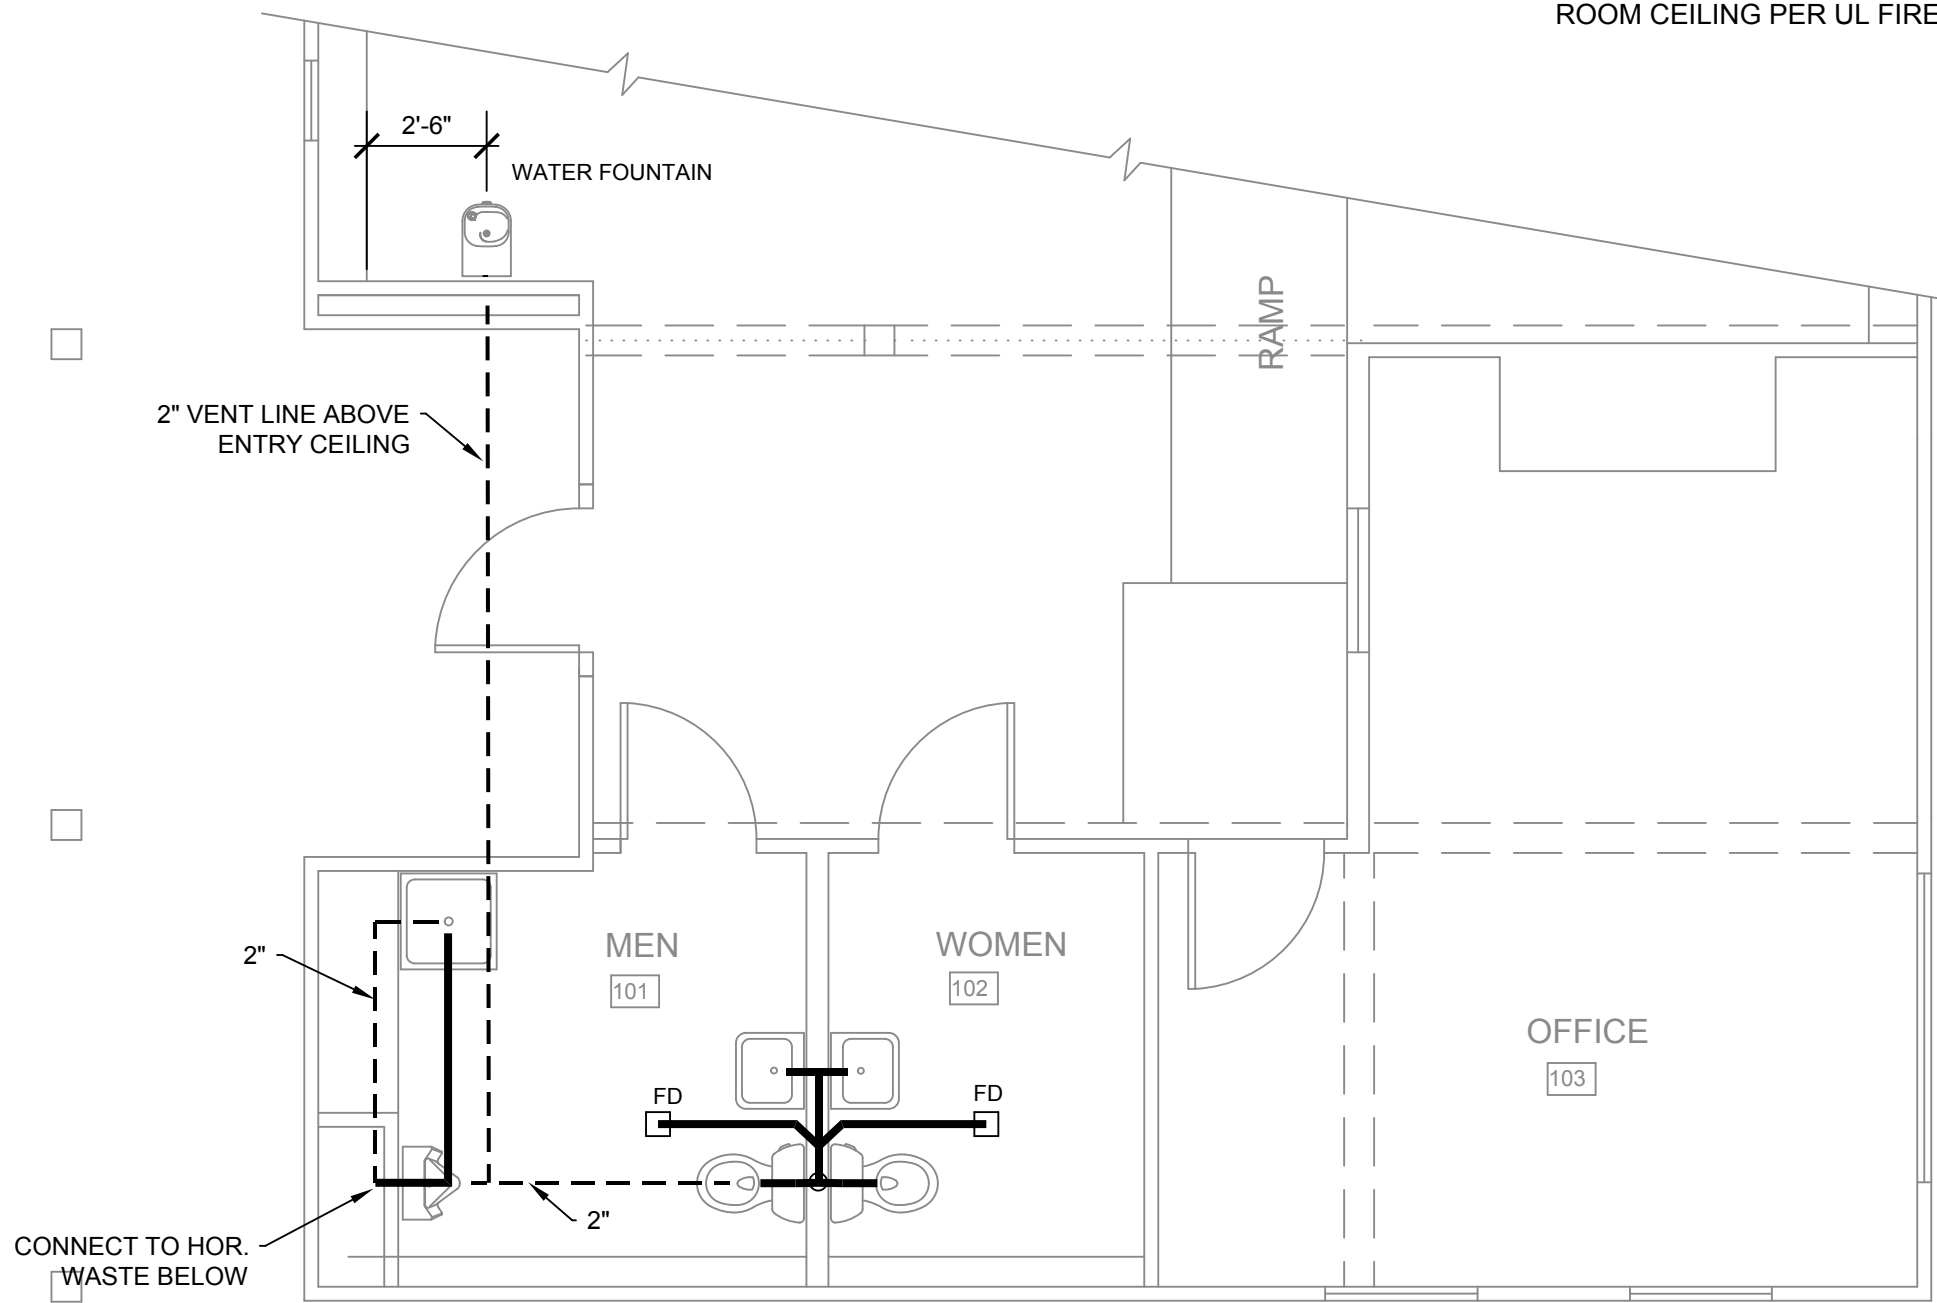 ROOM CEILING PER UL FIRE
2'-6"
WATER FOUNTAIN
RAMP
2" VENT LINE ABOVE
ENTRY CEILING
2"
MEN
101
WOMEN
102
OFFICE
103
FD
FD
2"
CONNECT TO HOR.
WASTE BELOW